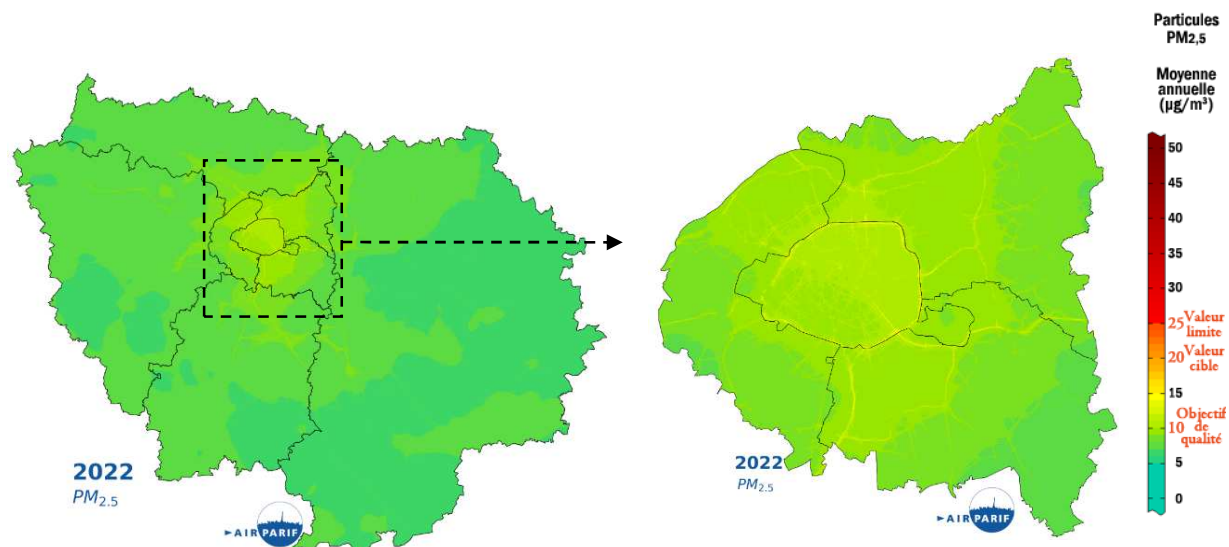 2022
PM2.5
AIRPARIF
2022
PM2.5
AIRPARIF
Particules
PM2,5
Moyenne
annuelle
(µg/m³)
50
45
40
35
30
25 Valeur
limite
20 Valeur
cible
15
Objectif
10 de
qualité
5
0